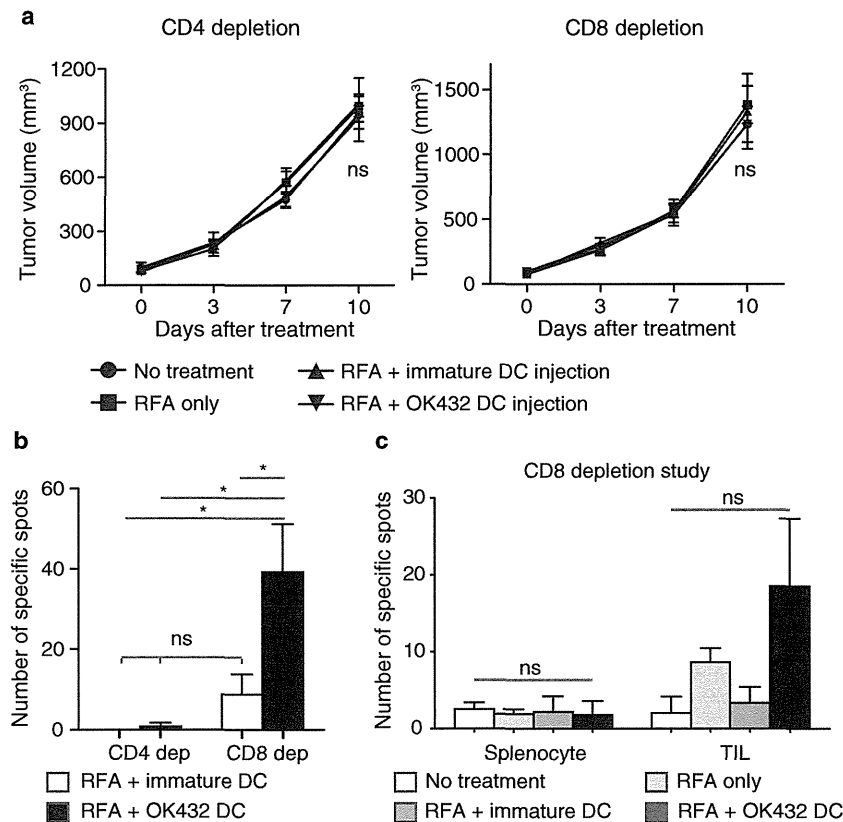 a
CD4 depletion
CD8 depletion
Tumor volume (mm³)
1200
900
600
300
0
ns
0 3 7 10
Days after treatment
Tumor volume (mm³)
1500
1000
500
0
ns
0 3 7 10
Days after treatment
No treatment
RFA + immature DC injection
RFA only
RFA + OK432 DC injection
b
Number of specific spots
60
40
20
0
*
*
*
ns
CD4 dep CD8 dep
RFA + immature DC
RFA + OK432 DC
c
CD8 depletion study
Number of specific spots
30
20
10
0
ns
ns
Splenocyte TIL
No treatment
RFA only
RFA + immature DC
RFA + OK432 DC